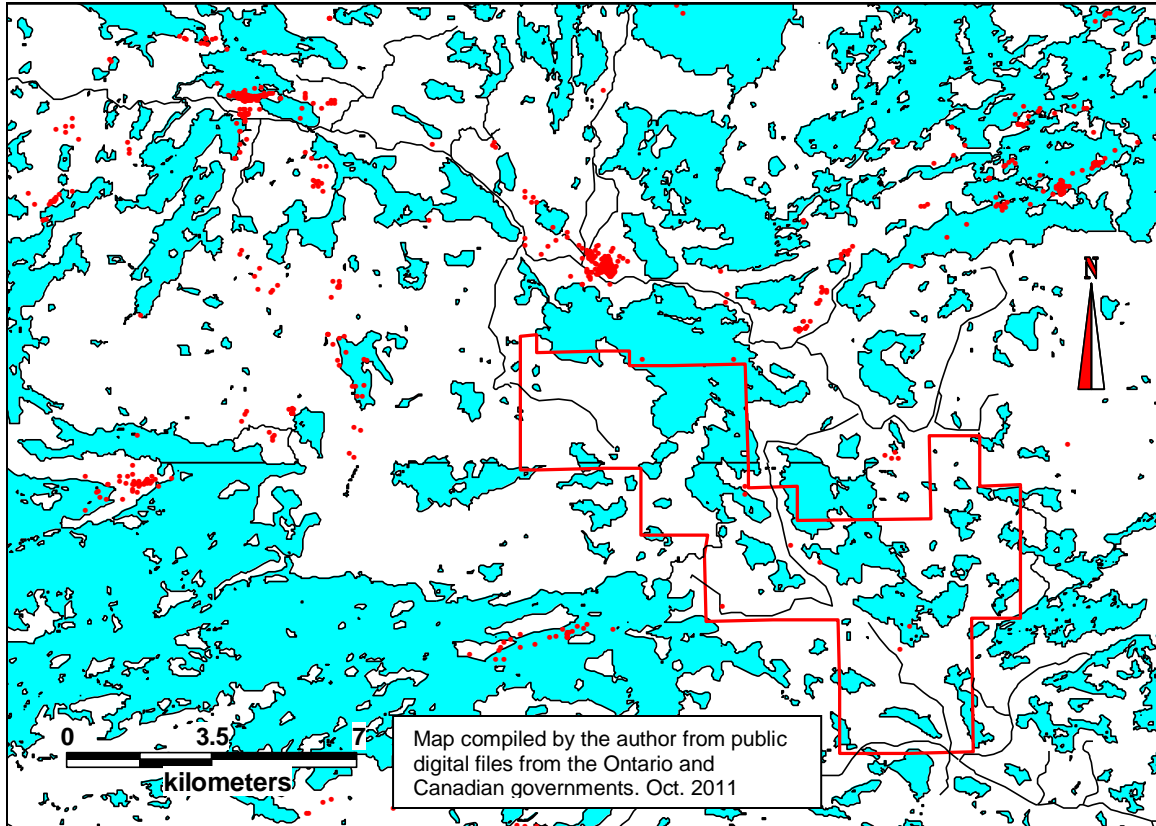 N
0 3.5 7
kilometers
Map compiled by the author from public
digital files from the Ontario and
Canadian governments. Oct. 2011